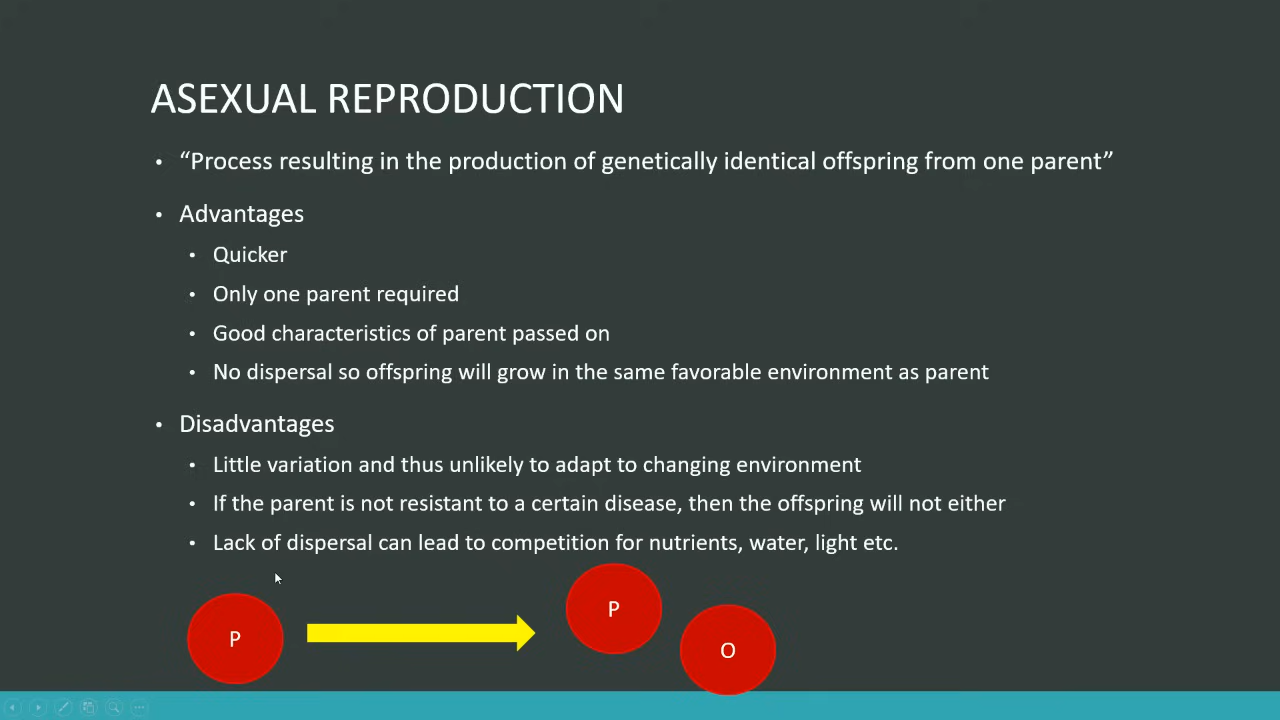 ASEXUAL REPRODUCTION
• “Process resulting in the production of genetically identical offspring from one parent”
• Advantages
• Quicker
• Only one parent required
• Good characteristics of parent passed on
• No dispersal so offspring will grow in the same favorable environment as parent
• Disadvantages
• Little variation and thus unlikely to adapt to changing environment
• If the parent is not resistant to a certain disease, then the offspring will not either
• Lack of dispersal can lead to competition for nutrients, water, light etc.
P
P
O